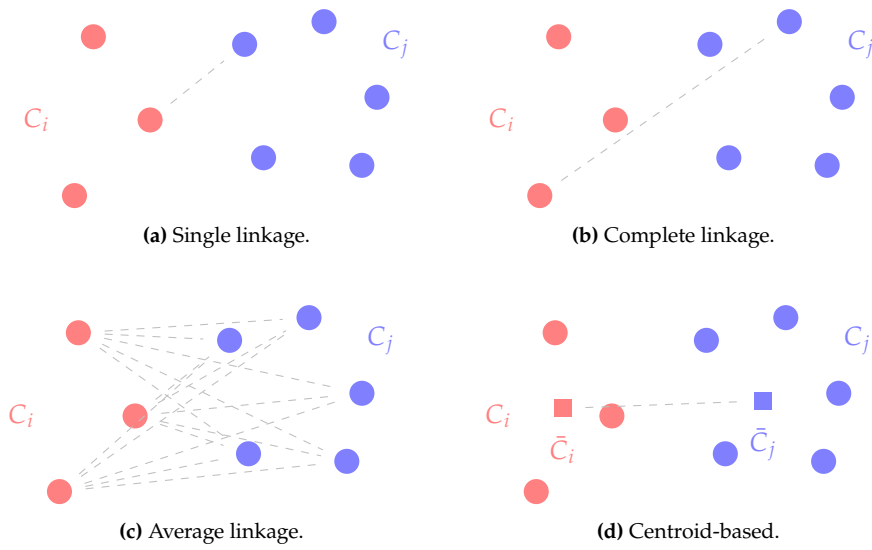 C_j
C_i
(a) Single linkage.
C_j
C_i
(b) Complete linkage.
C_j
C_i
(c) Average linkage.
C_j
C_i
C̄_i
C̄_j
(d) Centroid-based.